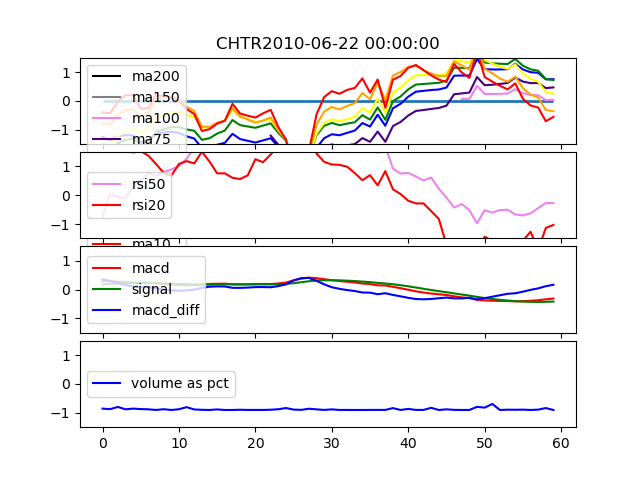 CHTR2010-06-22 00:00:00
1
0
−1
ma200
ma150
ma100
ma75
1
0
−1
rsi50
rsi20
ma10
1
0
−1
macd
signal
macd_diff
1
0
−1
volume as pct
0 10 20 30 40 50 60